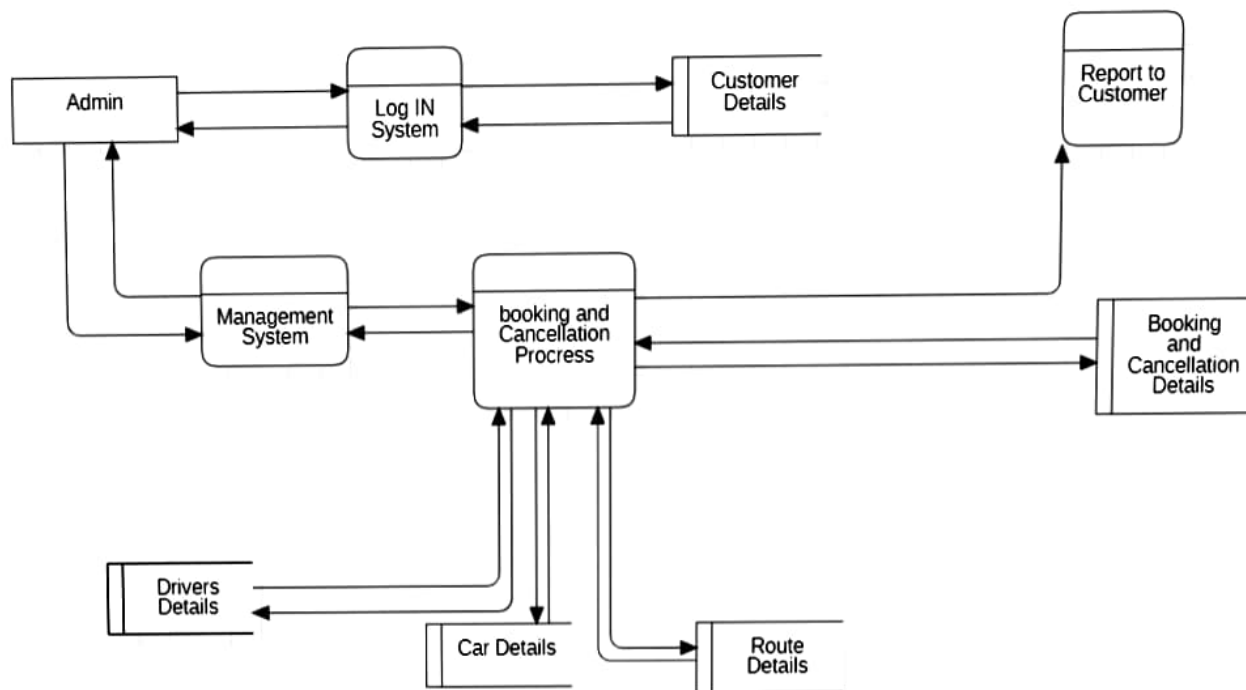 Admin
Log IN
System
Customer
Details
Report to
Customer
Management
System
booking and
Cancellation
Procress
Booking
and
Cancellation
Details
Drivers
Details
Car Details
Route
Details